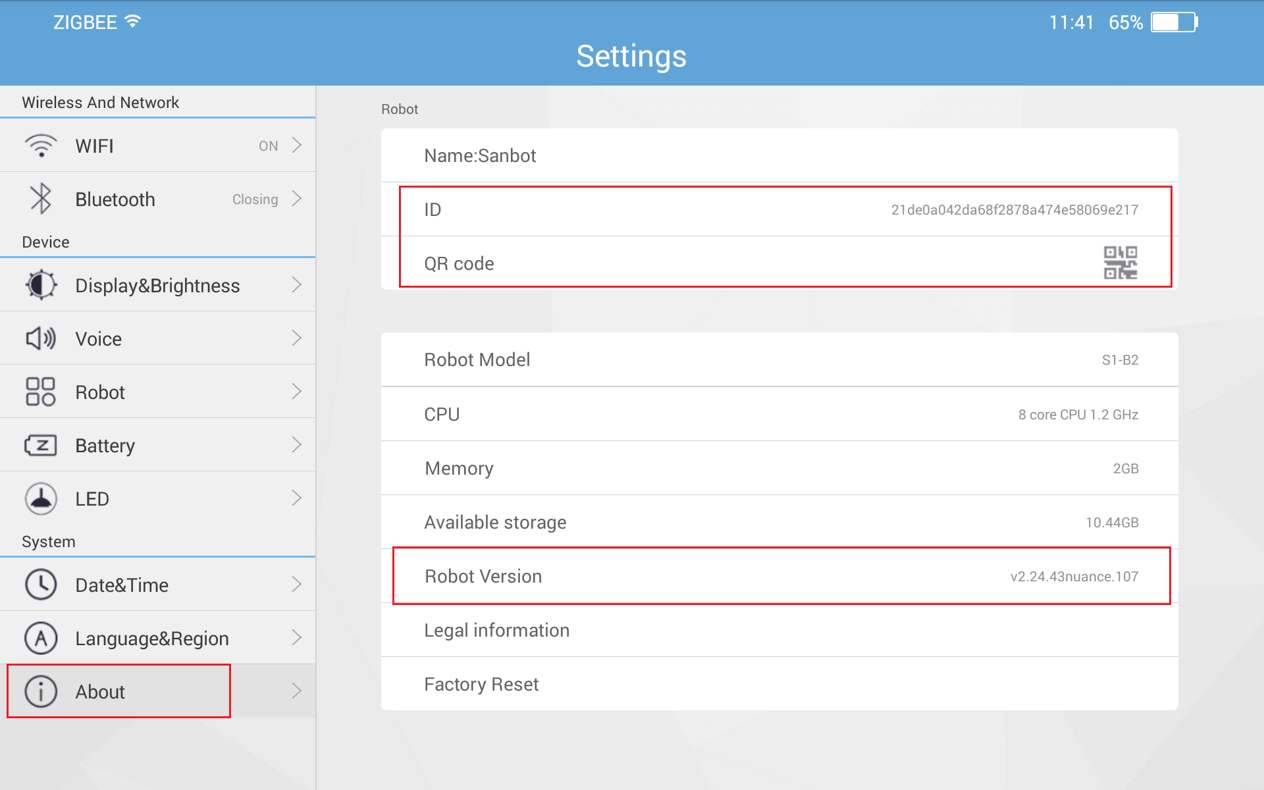 ZIGBEE 11:41 65%
Settings
Wireless And Network
WIFI ON
Bluetooth Closing
Device
Display&Brightness
Voice
Robot
Battery
LED
System
Date&Time
Language&Region
About
Robot
Name:Sanbot
ID 21de0a042da68f2878a474e58069e217
QR code
Robot Model S1-B2
CPU 8 core CPU 1.2 GHz
Memory 2GB
Available storage 10.44GB
Robot Version v2.24.43nuance.107
Legal information
Factory Reset